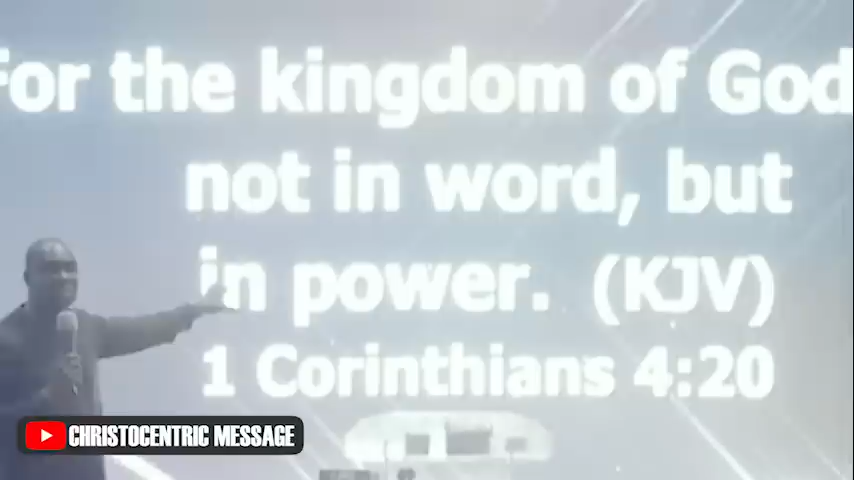 For the kingdom of God
not in word, but
in power. (KJV)
1 Corinthians 4:20
CHRISTOCENTRIC MESSAGE